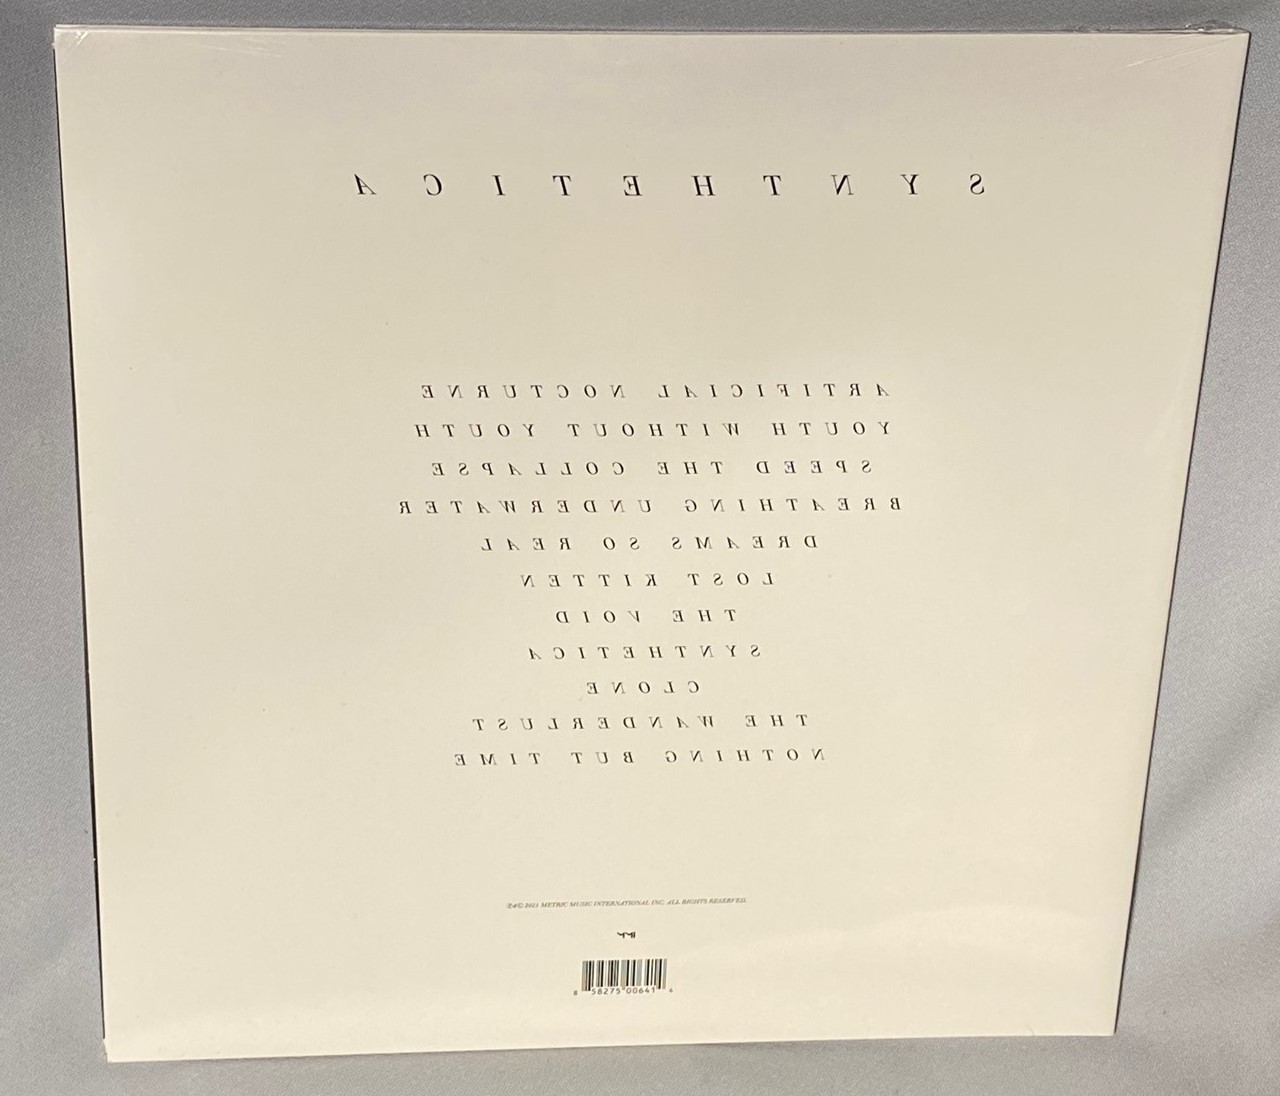 SYNTHETICA
ARTIFICIAL NOCTURNE
YOUTH WITHOUT YOUTH
SPEED THE COLLAPSE
BREATHING UNDERWATER
DREAMS SO REAL
LOST KITTEN
THE VOID
SYNTHETICA
CLONE
THE WANDERLUST
NOTHING BUT TIME
METRIC MUSIC INTERNATIONAL INC. ALL RIGHTS RESERVED.
8 58275 00641 6